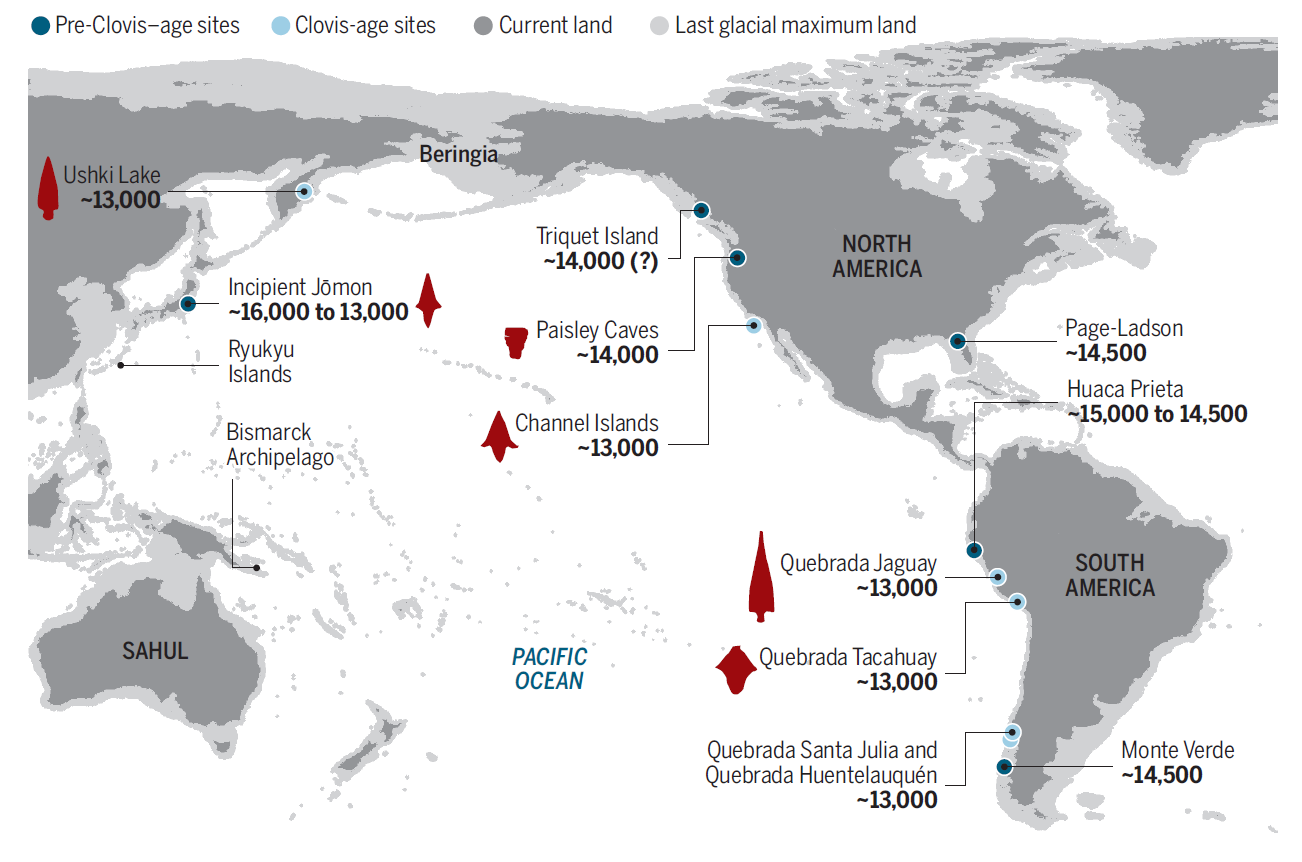 Pre-Clovis–age sites
Clovis-age sites
Current land
Last glacial maximum land
Beringia
Ushki Lake
~13,000
Triquet Island
~14,000 (?)
NORTH
AMERICA
Incipient Jōmon
~16,000 to 13,000
Paisley Caves
~14,000
Page-Ladson
~14,500
Ryukyu
Islands
Huaca Prieta
~15,000 to 14,500
Channel Islands
~13,000
Bismarck
Archipelago
Quebrada Jaguay
~13,000
SOUTH
AMERICA
SAHUL
PACIFIC
OCEAN
Quebrada Tacahuay
~13,000
Quebrada Santa Julia and
Quebrada Huentelauquén
~13,000
Monte Verde
~14,500